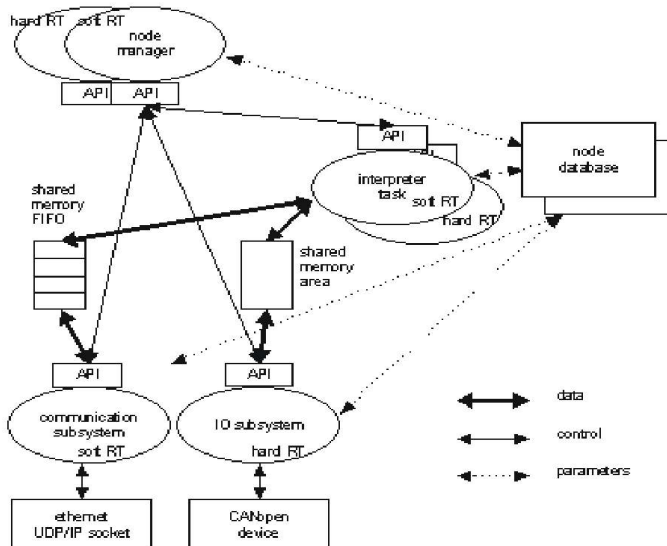 hard RT soft RT
node
manager
API API
API
interpreter
task
soft RT
hard RT
node
database
shared
memory
FIFO
shared
memory
area
API
API
communication
subsystem
soft RT
IO subsystem
hard RT
data
control
parameters
ethernet
UDP/IP socket
CANopen
device